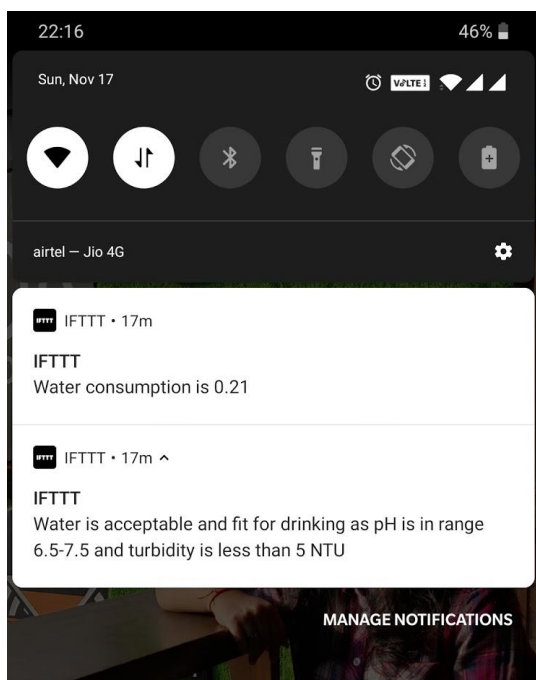 22:16
46%
Sun, Nov 17
VoLTE
airtel — Jio 4G
IFTTT • 17m
IFTTT
Water consumption is 0.21
IFTTT • 17m
IFTTT
Water is acceptable and fit for drinking as pH is in range
6.5-7.5 and turbidity is less than 5 NTU
MANAGE NOTIFICATIONS